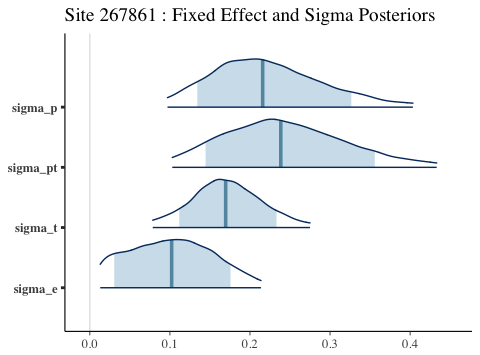 Site 267861 : Fixed Effect and Sigma Posteriors
sigma_p
sigma_pt
sigma_t
sigma_e
0.0 0.1 0.2 0.3 0.4